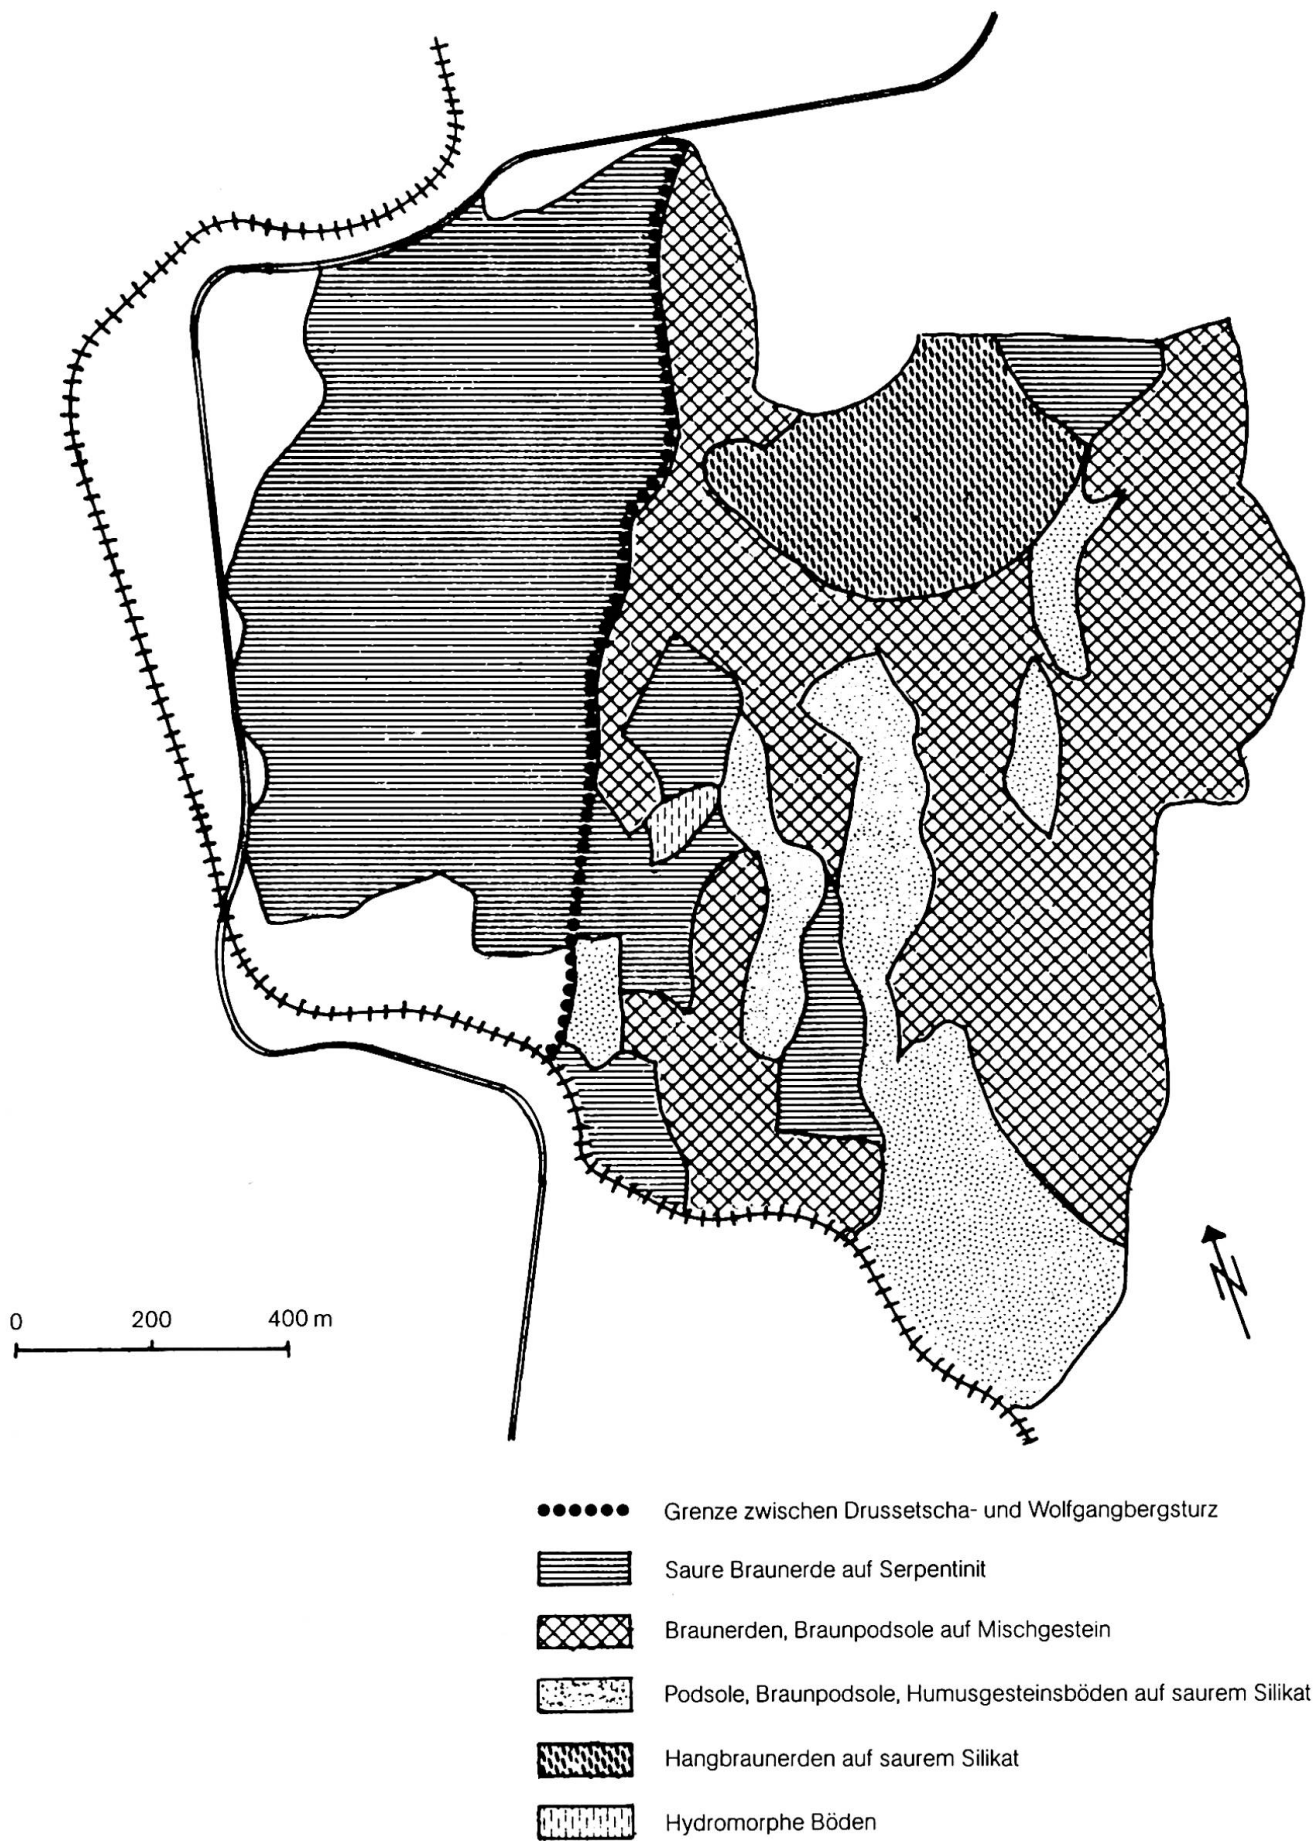 0 200 400 m
Grenze zwischen Drussetscha- und Wolfgangbergsturz
Saure Braunerde auf Serpentinit
Braunerden, Braunpodsole auf Mischgestein
Podsole, Braunpodsole, Humusgesteinsböden auf saurem Silikat
Hangbraunerden auf saurem Silikat
Hydromorphe Böden